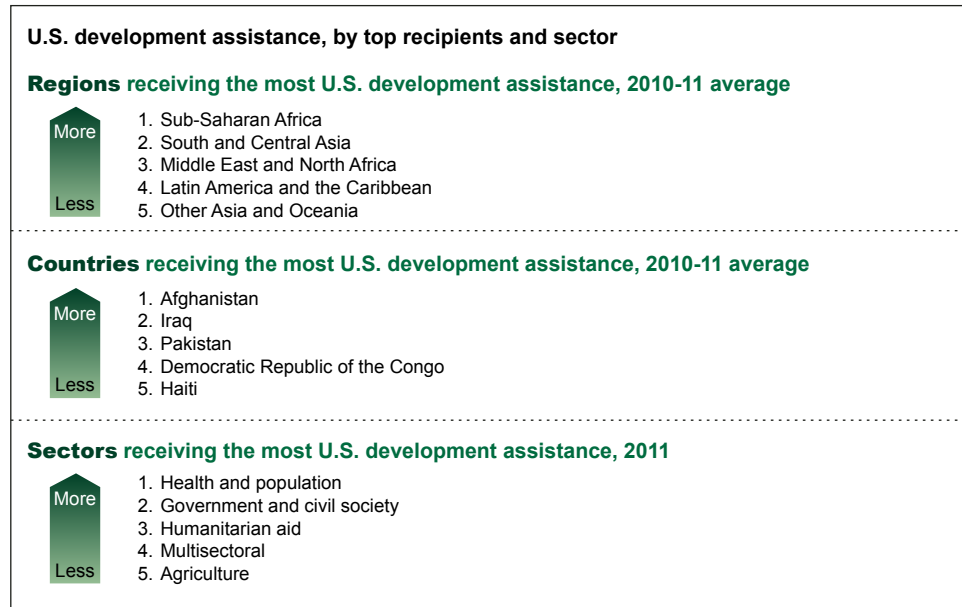 U.S. development assistance, by top recipients and sector
Regions receiving the most U.S. development assistance, 2010-11 average
More
1. Sub-Saharan Africa
2. South and Central Asia
3. Middle East and North Africa
4. Latin America and the Caribbean
Less
5. Other Asia and Oceania
Countries receiving the most U.S. development assistance, 2010-11 average
More
1. Afghanistan
2. Iraq
3. Pakistan
4. Democratic Republic of the Congo
Less
5. Haiti
Sectors receiving the most U.S. development assistance, 2011
More
1. Health and population
2. Government and civil society
3. Humanitarian aid
4. Multisectoral
Less
5. Agriculture